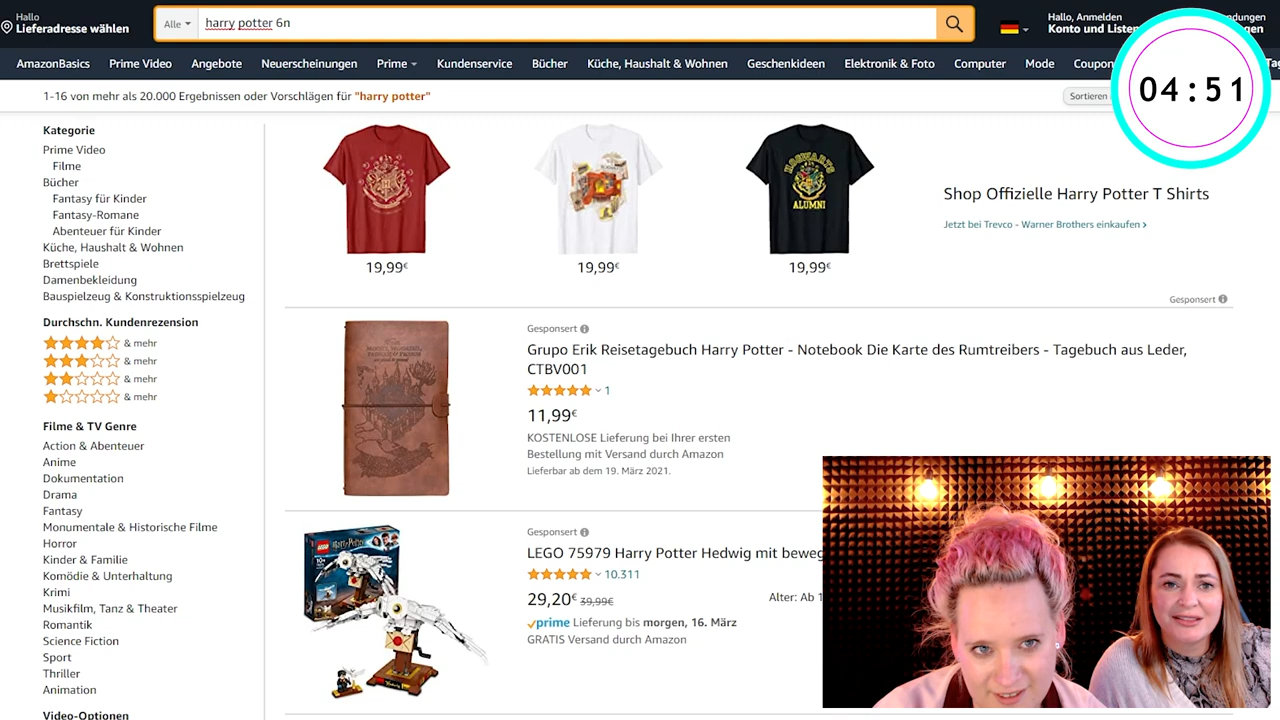 Hallo
Lieferadresse wählen
Alle
harry potter 6n
Hallo, Anmelden
Konto und Listen
04:51
AmazonBasics
Prime Video
Angebote
Neuerscheinungen
Prime
Kundenservice
Bücher
Küche, Haushalt & Wohnen
Geschenkideen
Elektronik & Foto
Computer
Mode
1-16 von mehr als 20.000 Ergebnissen oder Vorschlägen für "harry potter"
Sortieren
Kategorie
Prime Video
Filme
Bücher
Fantasy für Kinder
Fantasy-Romane
Abenteuer für Kinder
Küche, Haushalt & Wohnen
Brettspiele
Damenbekleidung
Bauspielzeug & Konstruktionsspielzeug
Durchschn. Kundenrezension
& mehr
& mehr
& mehr
& mehr
Filme & TV Genre
Action & Abenteuer
Anime
Dokumentation
Drama
Fantasy
Monumentale & Historische Filme
Horror
Kinder & Familie
Komödie & Unterhaltung
Krimi
Musikfilm, Tanz & Theater
Romantik
Science Fiction
Sport
Thriller
Animation
Video-Optionen
HOGWARTS
ALUMNI
19,99€
19,99€
19,99€
Shop Offizielle Harry Potter T Shirts
Jetzt bei Trevco - Warner Brothers einkaufen ›
Gesponsert
Gesponsert
Grupo Erik Reisetagebuch Harry Potter - Notebook Die Karte des Rumtreibers - Tagebuch aus Leder,
CTBV001
1
11,99€
KOSTENLOSE Lieferung bei Ihrer ersten
Bestellung mit Versand durch Amazon
Lieferbar ab dem 19. März 2021.
LEGO
Harry Potter
Gesponsert
LEGO 75979 Harry Potter Hedwig mit beweg
10.311
29,20€ 39,99€
Alter: Ab 1
prime Lieferung bis morgen, 16. März
GRATIS Versand durch Amazon